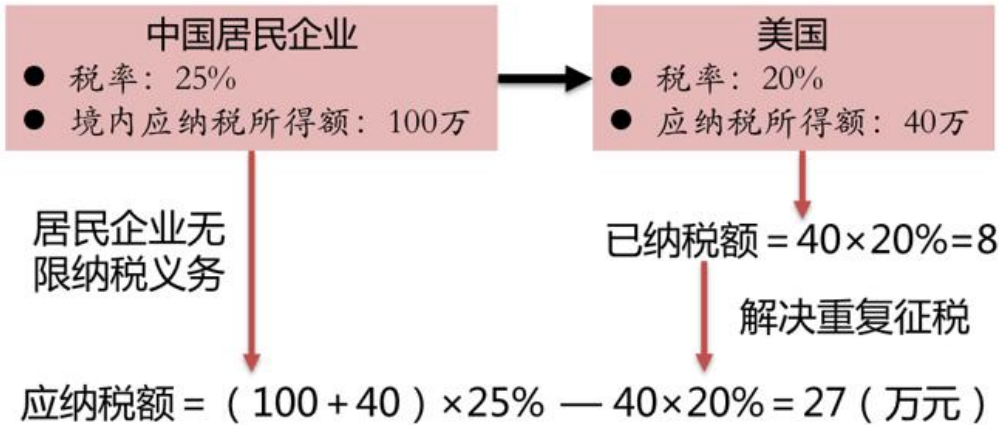 中国居民企业
● 税率：25%
● 境内应纳税所得额：100万
美国
● 税率：20%
● 应纳税所得额：40万
居民企业无
限纳税义务
已纳税额＝40×20%=8
解决重复征税
应纳税额＝（100＋40）×25% — 40×20%＝27（万元）